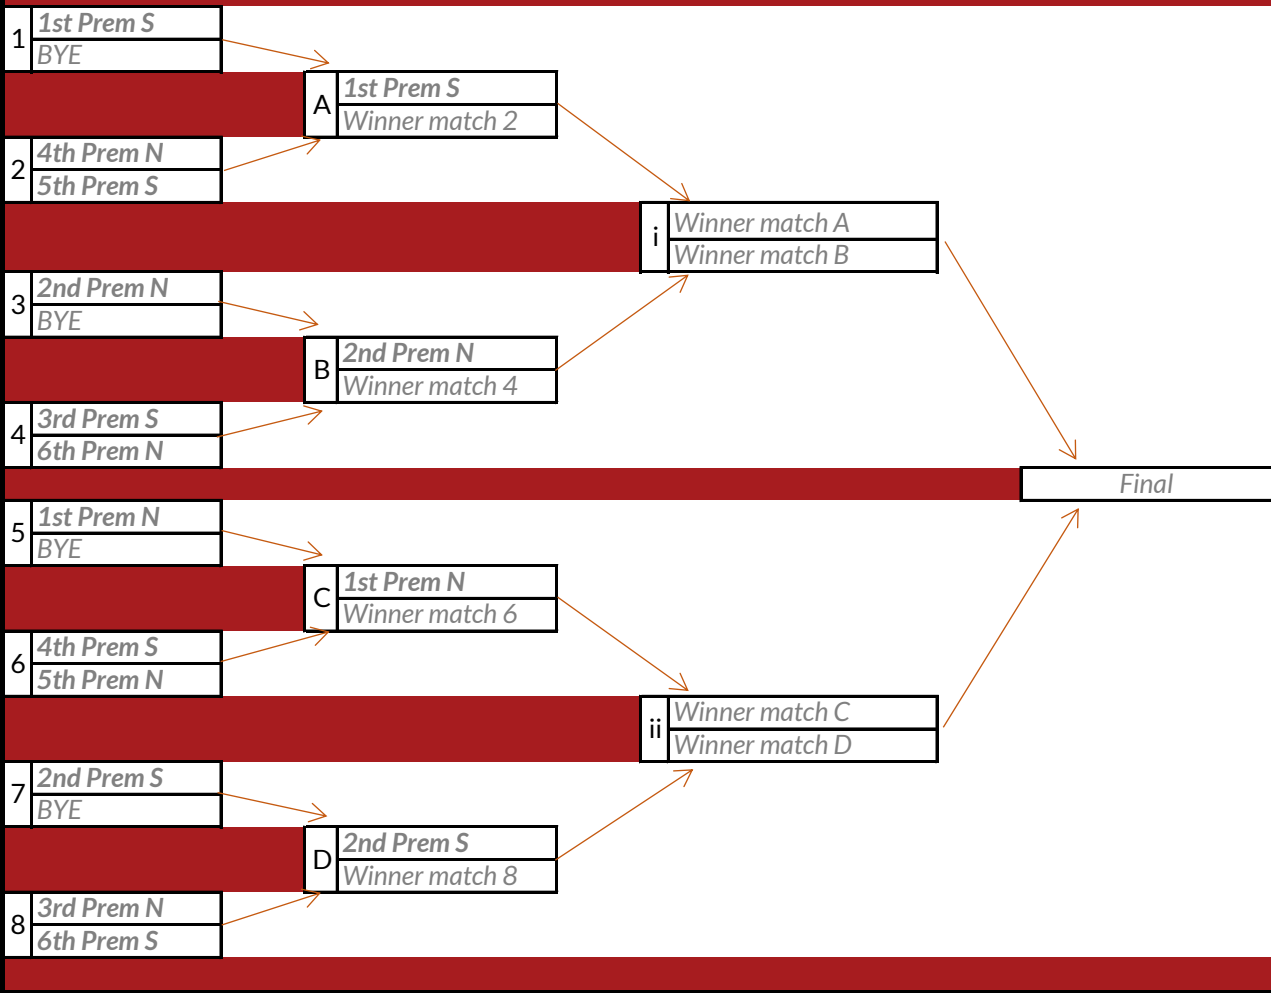 1
1st Prem S
BYE
A
1st Prem S
Winner match 2
2
4th Prem N
5th Prem S
i
Winner match A
Winner match B
3
2nd Prem N
BYE
B
2nd Prem N
Winner match 4
4
3rd Prem S
6th Prem N
Final
5
1st Prem N
BYE
C
1st Prem N
Winner match 6
6
4th Prem S
5th Prem N
ii
Winner match C
Winner match D
7
2nd Prem S
BYE
D
2nd Prem S
Winner match 8
8
3rd Prem N
6th Prem S